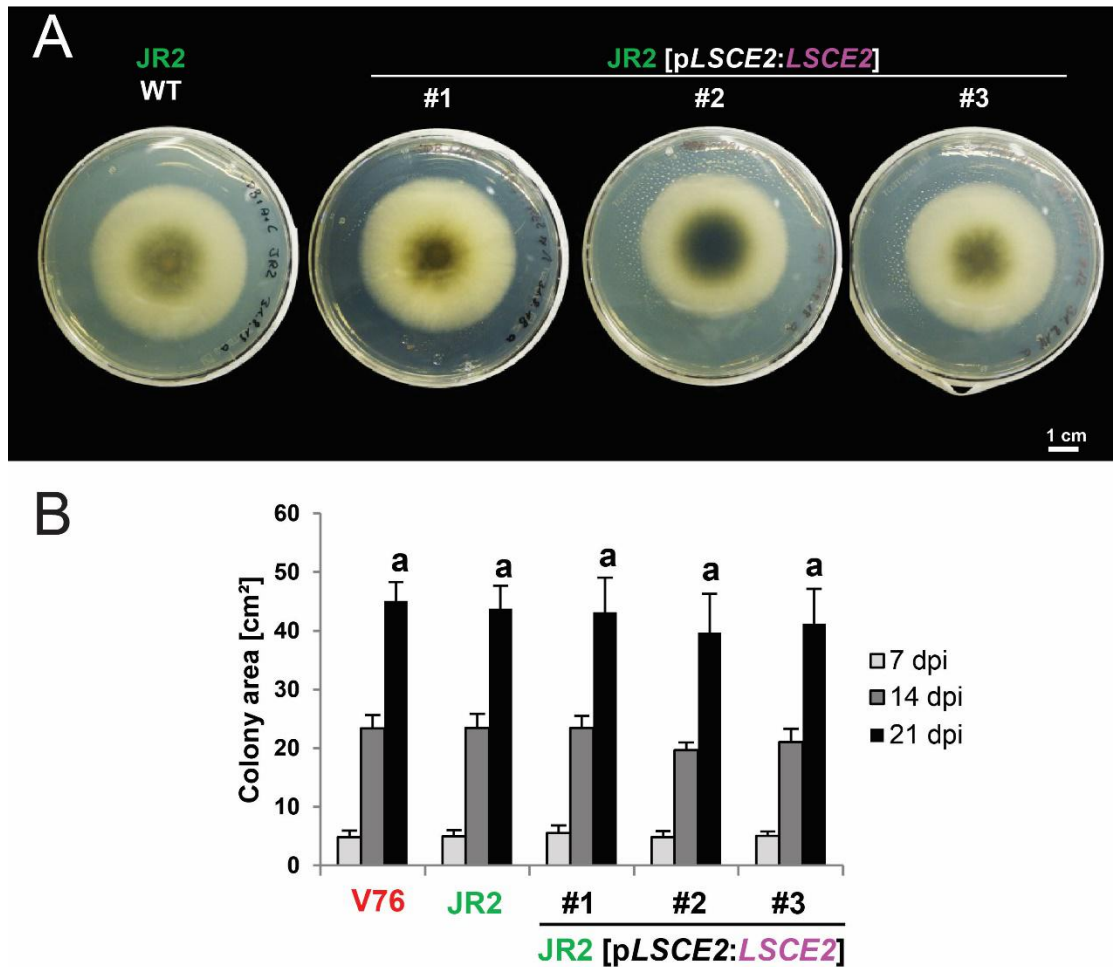 A
JR2
WT
JR2 [pLSCE2:LSCE2]
#1
#2
#3
1 cm
B
Colony area [cm²]
60
50
40
30
20
10
0
a
a
a
a
a
7 dpi
14 dpi
21 dpi
V76
JR2
#1
#2
#3
JR2 [pLSCE2:LSCE2]